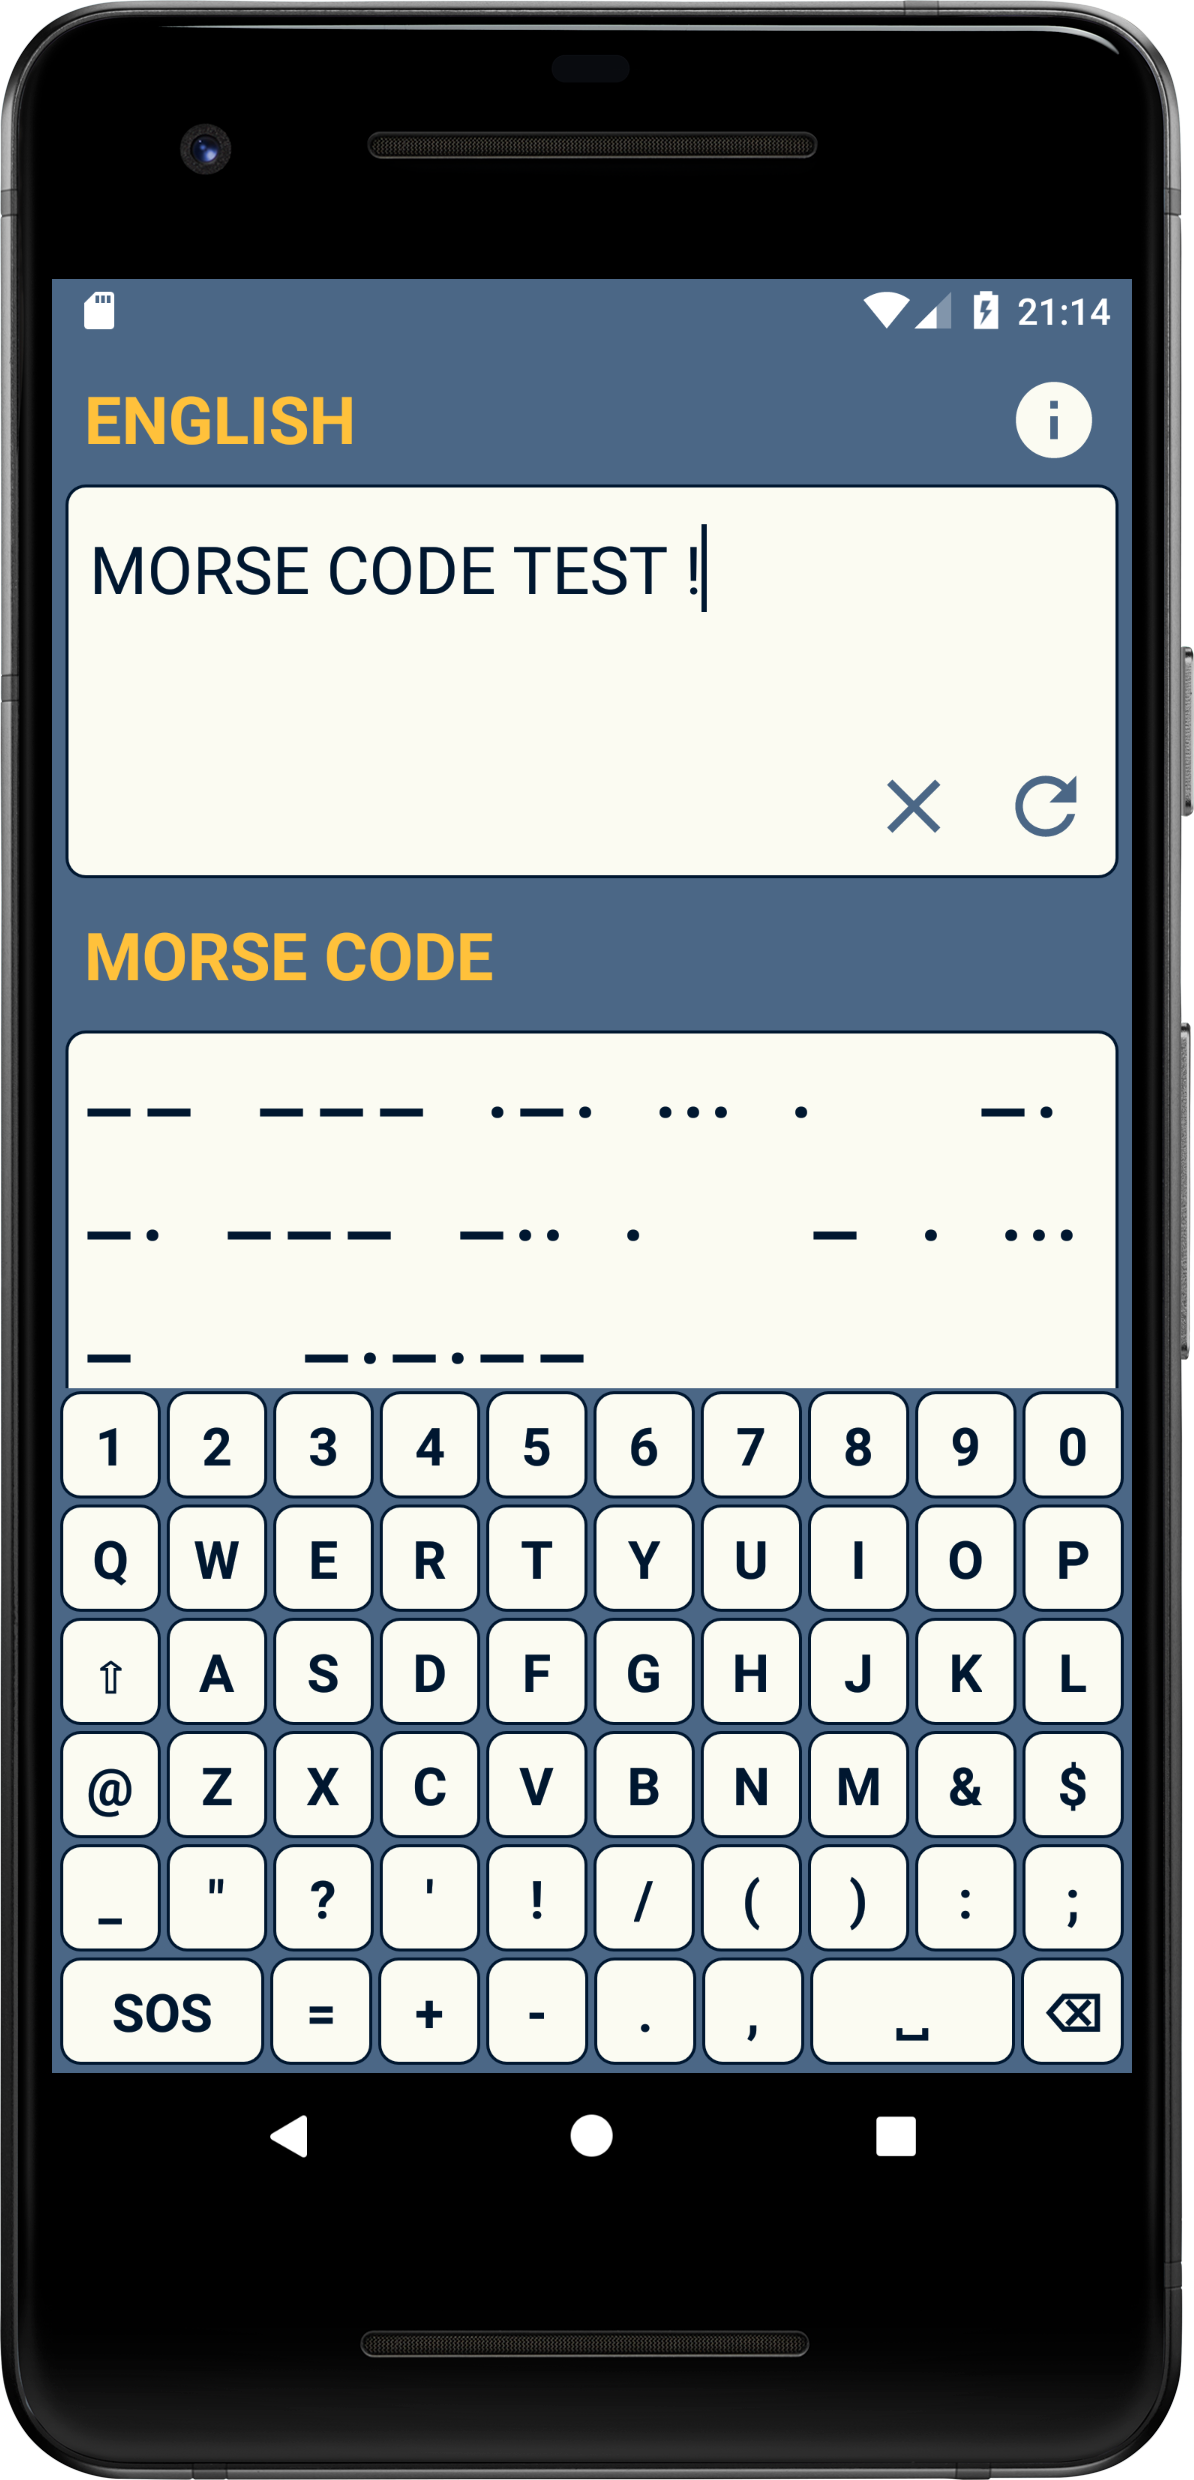 21:14
ENGLISH
MORSE CODE TEST !
MORSE CODE
—— ——— ·—· ··· · —·
—· ——— —·· · — · ···
— —·—·——
1 2 3 4 5 6 7 8 9 0
Q W E R T Y U I O P
⇧ A S D F G H J K L
@ Z X C V B N M & $
_ " ? ' ! / ( ) : ;
SOS = + - . , ⎵ ⌫